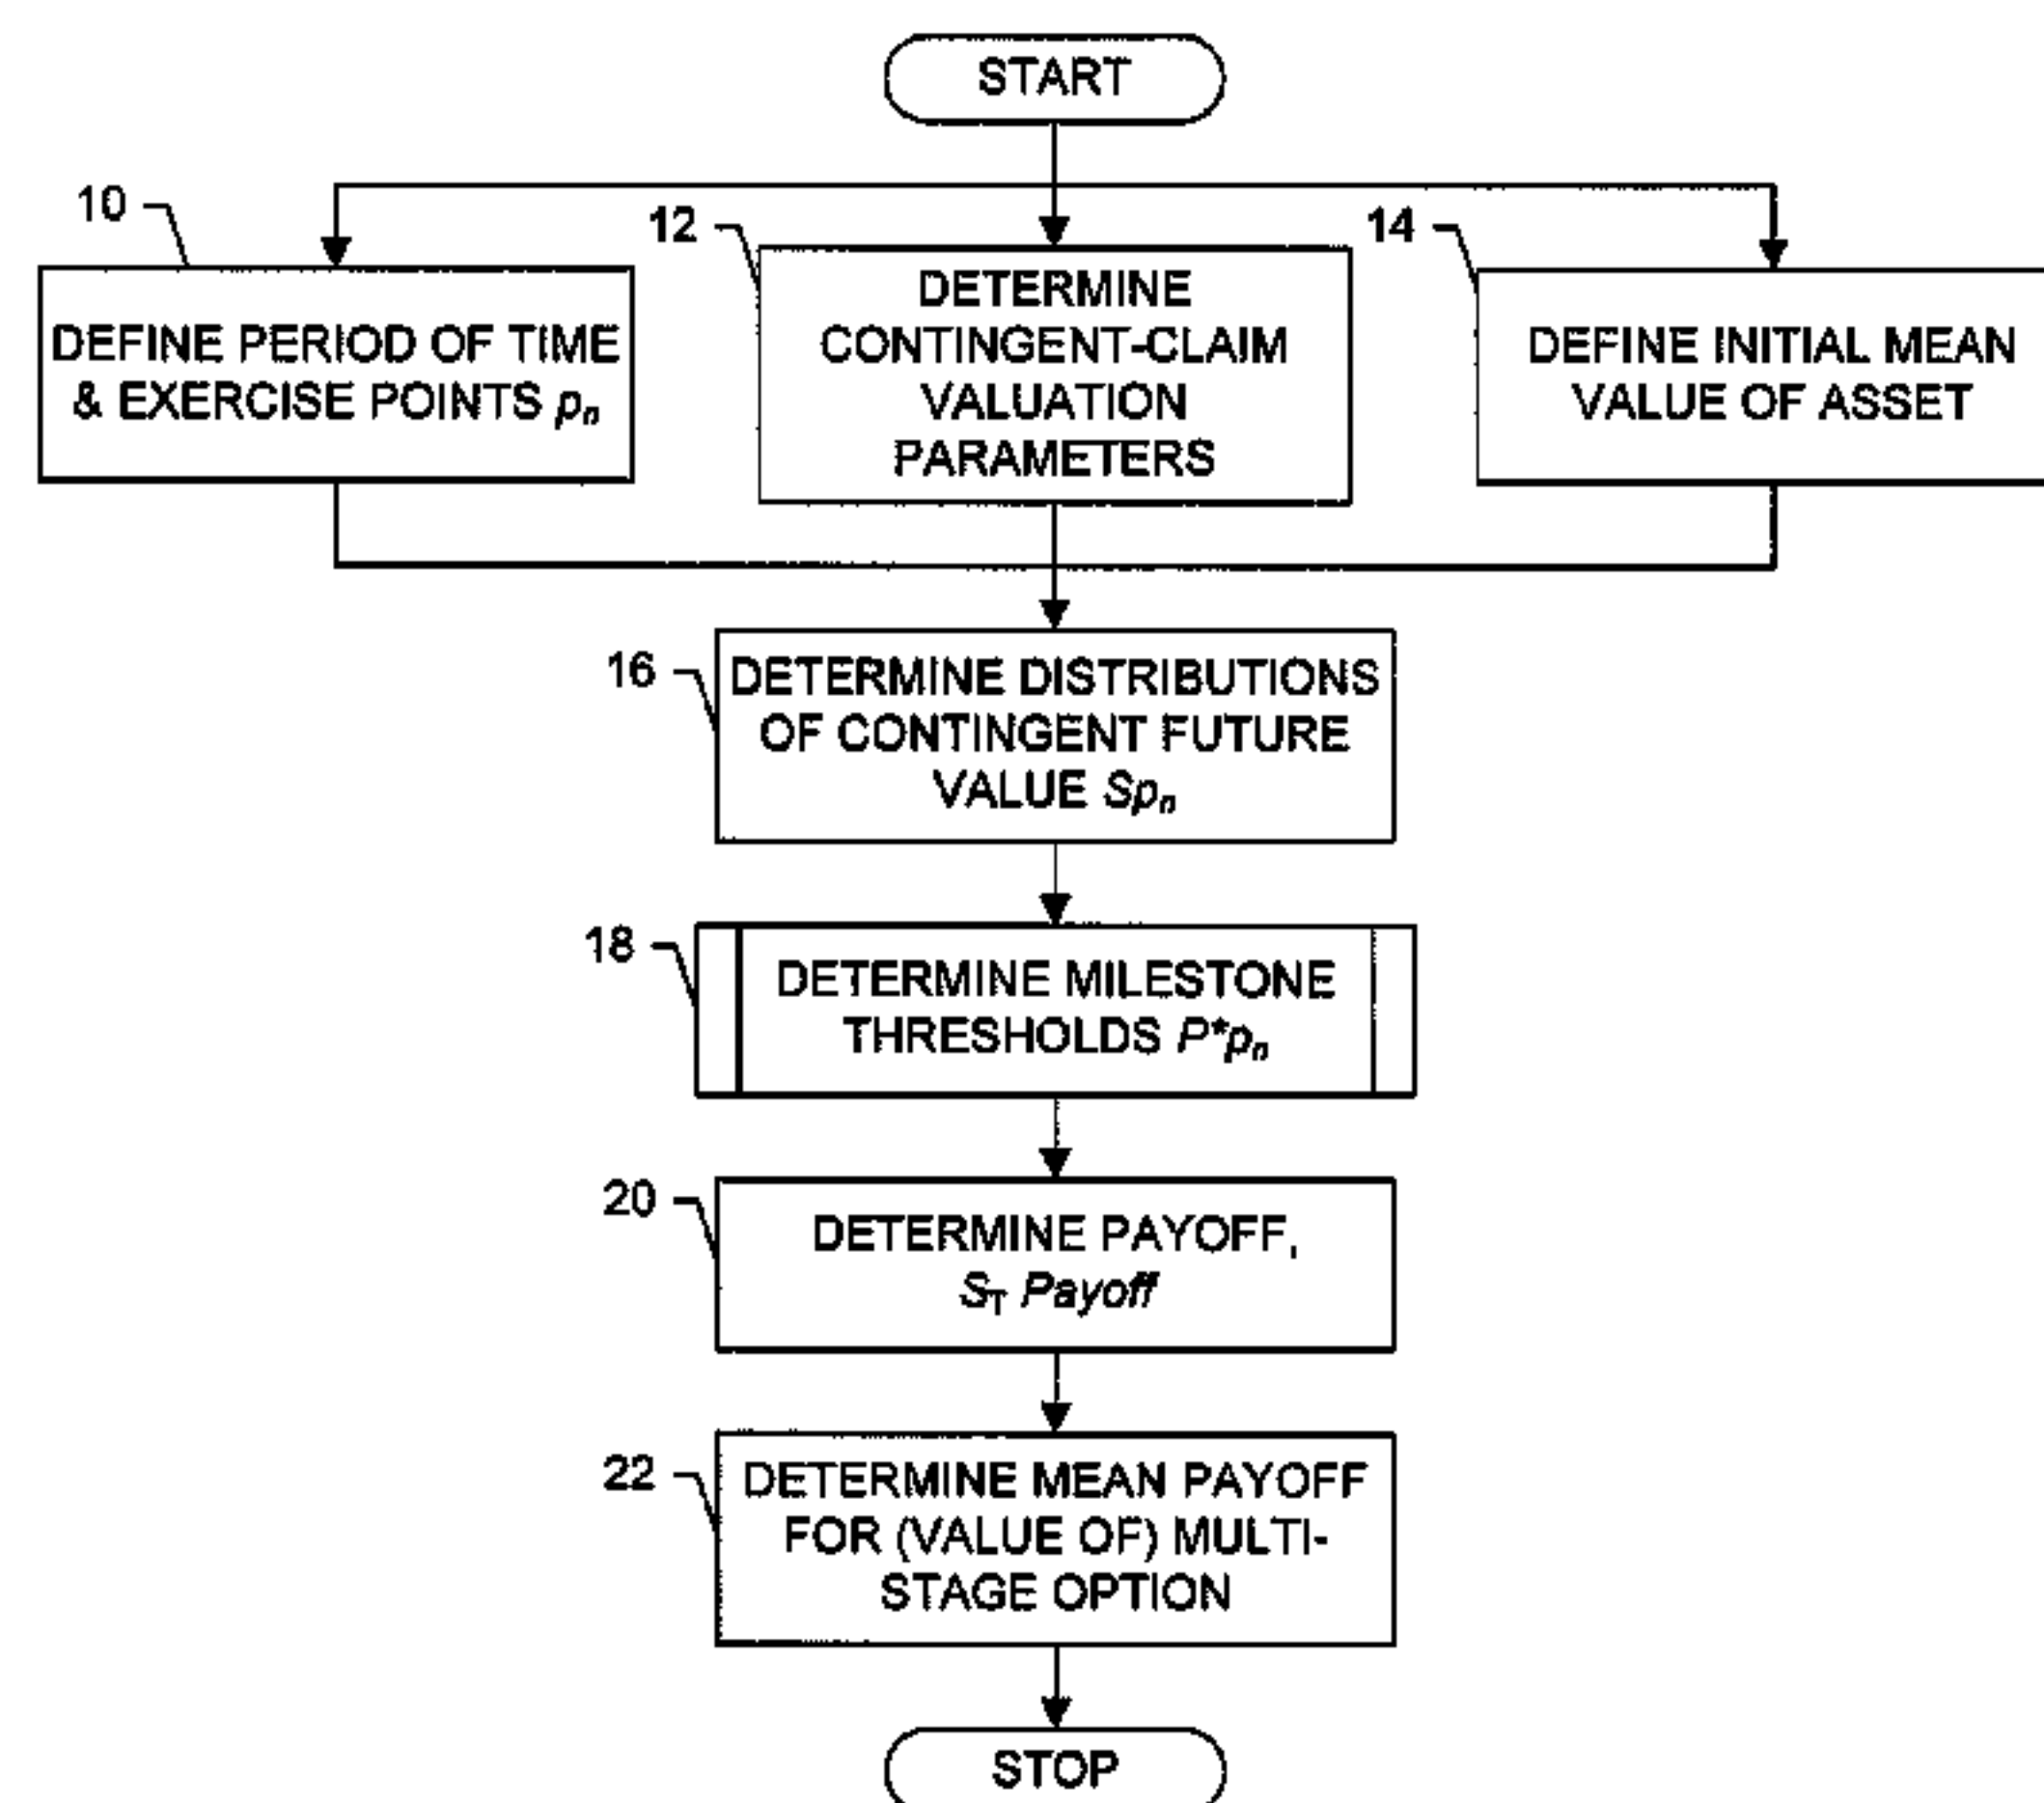 START
10
DEFINE PERIOD OF TIME
& EXERCISE POINTS pn
12
DETERMINE
CONTINGENT-CLAIM
VALUATION
PARAMETERS
14
DEFINE INITIAL MEAN
VALUE OF ASSET
16
DETERMINE DISTRIBUTIONS
OF CONTINGENT FUTURE
VALUE Spn
18
DETERMINE MILESTONE
THRESHOLDS P*pn
20
DETERMINE PAYOFF,
ST Payoff
22
DETERMINE MEAN PAYOFF
FOR (VALUE OF) MULTI-
STAGE OPTION
STOP